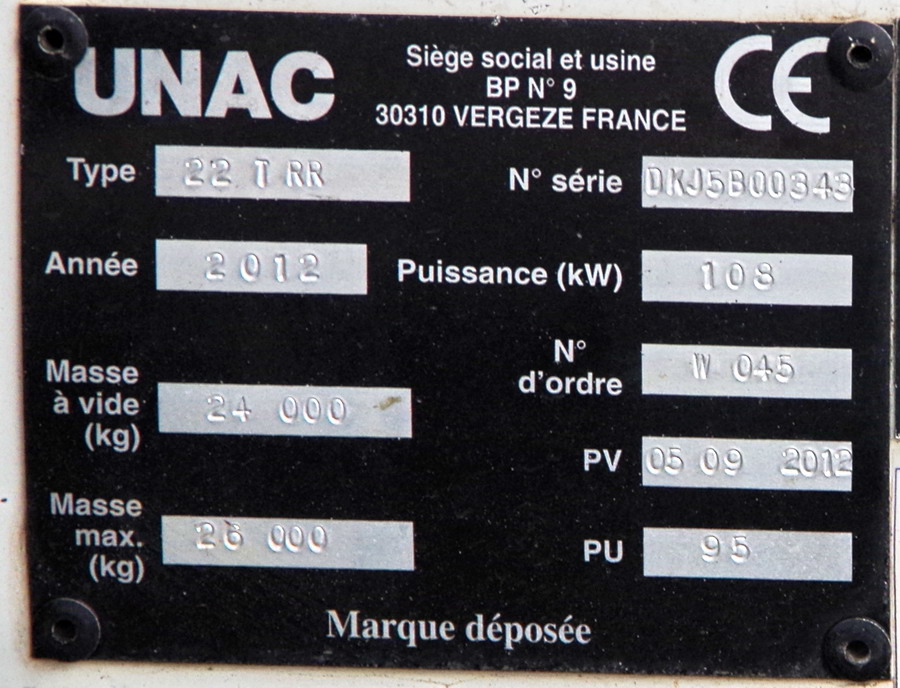 UNAC
Siège social et usine
BP N° 9
30310 VERGEZE FRANCE
CE
Type 22 T RR
N° série DKJ5B00343
Année 2012
Puissance (kW) 108
Masse
à vide
(kg) 24 000
N°
d'ordre W 045
PV 05 09 2012
Masse
max.
(kg) 26 000
PU 95
Marque déposée